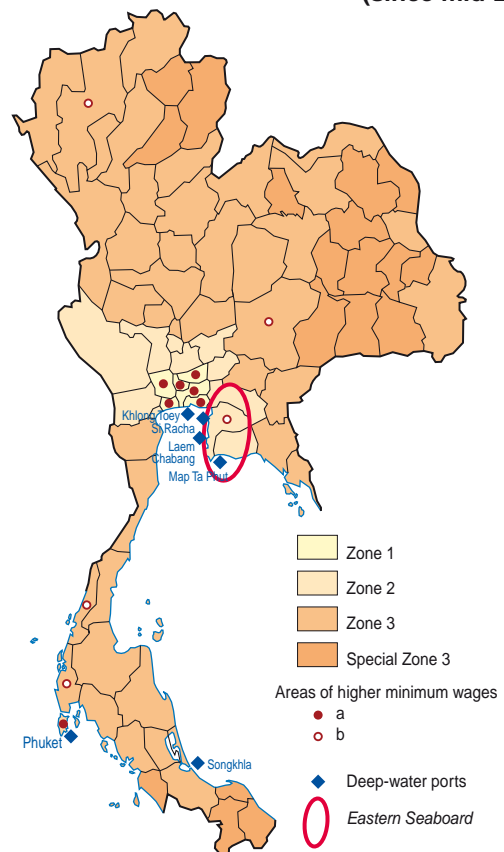 Khlong Toey
Si Racha
Laem
Chabang
Map Ta Phut
Zone 1
Zone 2
Zone 3
Special Zone 3
Areas of higher minimum wages
a
b
Phuket
Songkhla
Deep-water ports
Eastern Seaboard